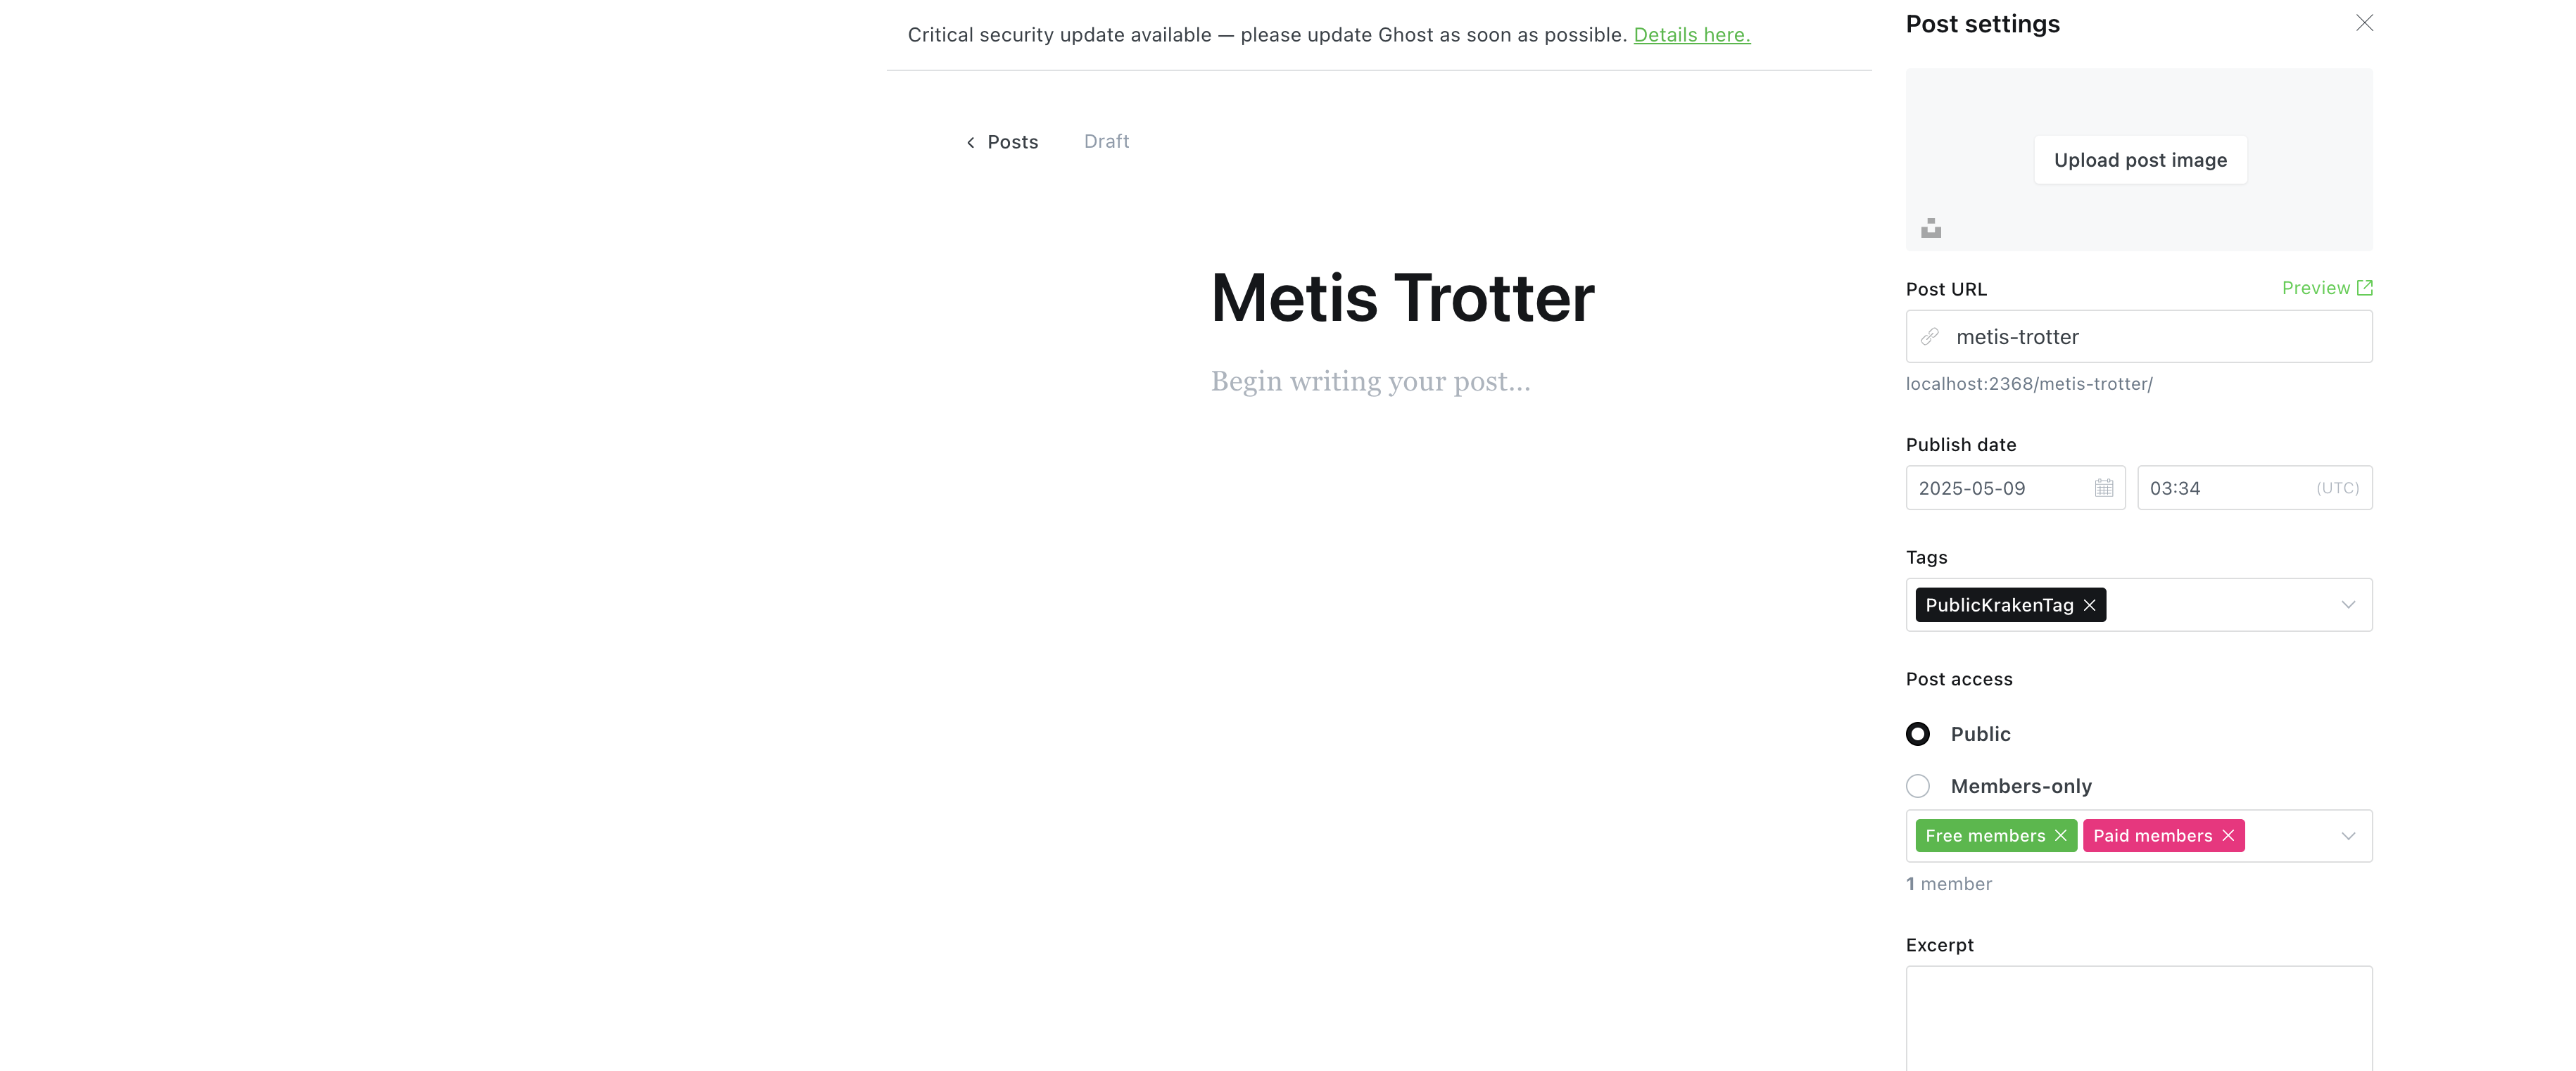 Critical security update available — please update Ghost as soon as possible. Details here.
Posts
Draft
Metis Trotter
Begin writing your post...
Post settings
Upload post image
Post URL
Preview
metis-trotter
localhost:2368/metis-trotter/
Publish date
2025-05-09
03:34 (UTC)
Tags
PublicKrakenTag
Post access
Public
Members-only
Free members
Paid members
1 member
Excerpt